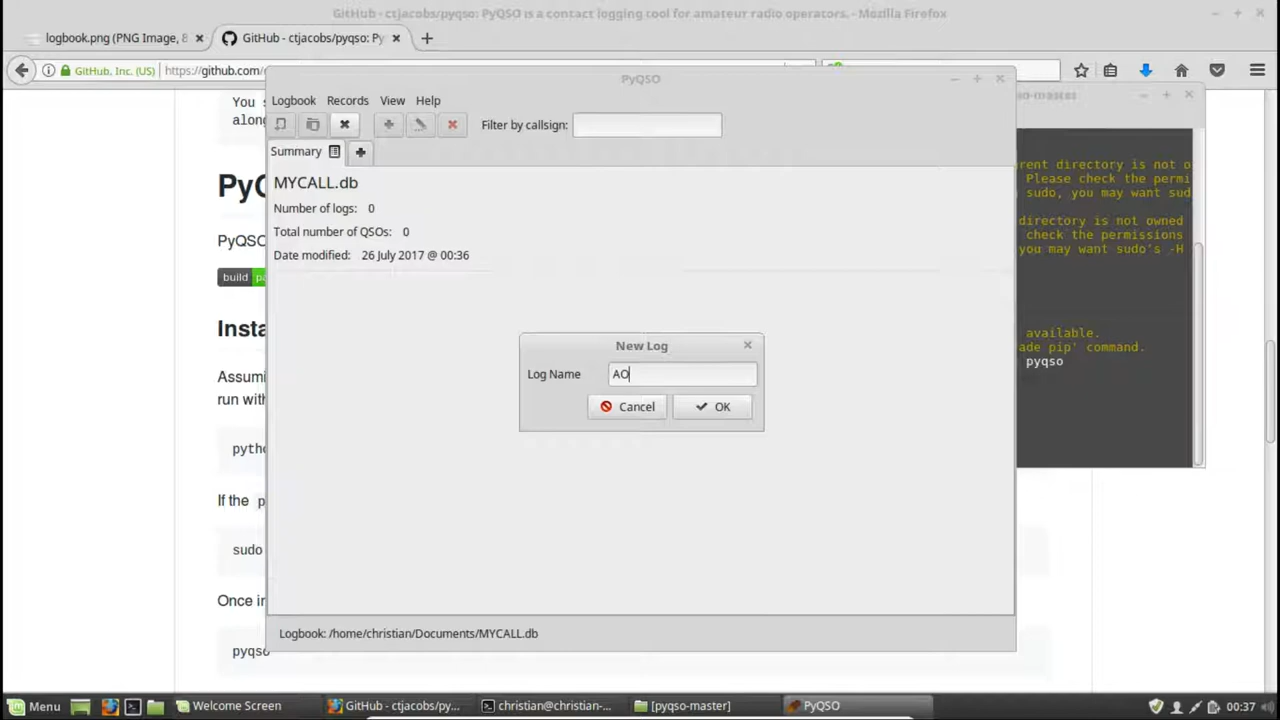 GitHub - ctjacobs/pyqso: PyQSO is a contact logging tool for amateur radio operators. - Mozilla Firefox
logbook.png (PNG Image, 8
GitHub - ctjacobs/pyqso: Py
GitHub, Inc. (US)
https://github.com/
PyQSO
Logbook Records View Help
Filter by callsign:
Summary
MYCALL.db
Number of logs: 0
Total number of QSOs: 0
Date modified: 26 July 2017 @ 00:36
New Log
Log Name AO
Cancel OK
Logbook: /home/christian/Documents/MYCALL.db
so-master
rent directory is not o
Please check the permi
sudo, you may want sud
directory is not owned
check the permissions
you may want sudo's -H
available.
ade pip' command.
pyqso
You s
along
PyQ
PyQSO
build pa
Insta
Assumi
run with
pytho
If the p
sudo
Once in
pyqso
Menu
Welcome Screen
GitHub - ctjacobs/py...
christian@christian-...
[pyqso-master]
PyQSO
00:37